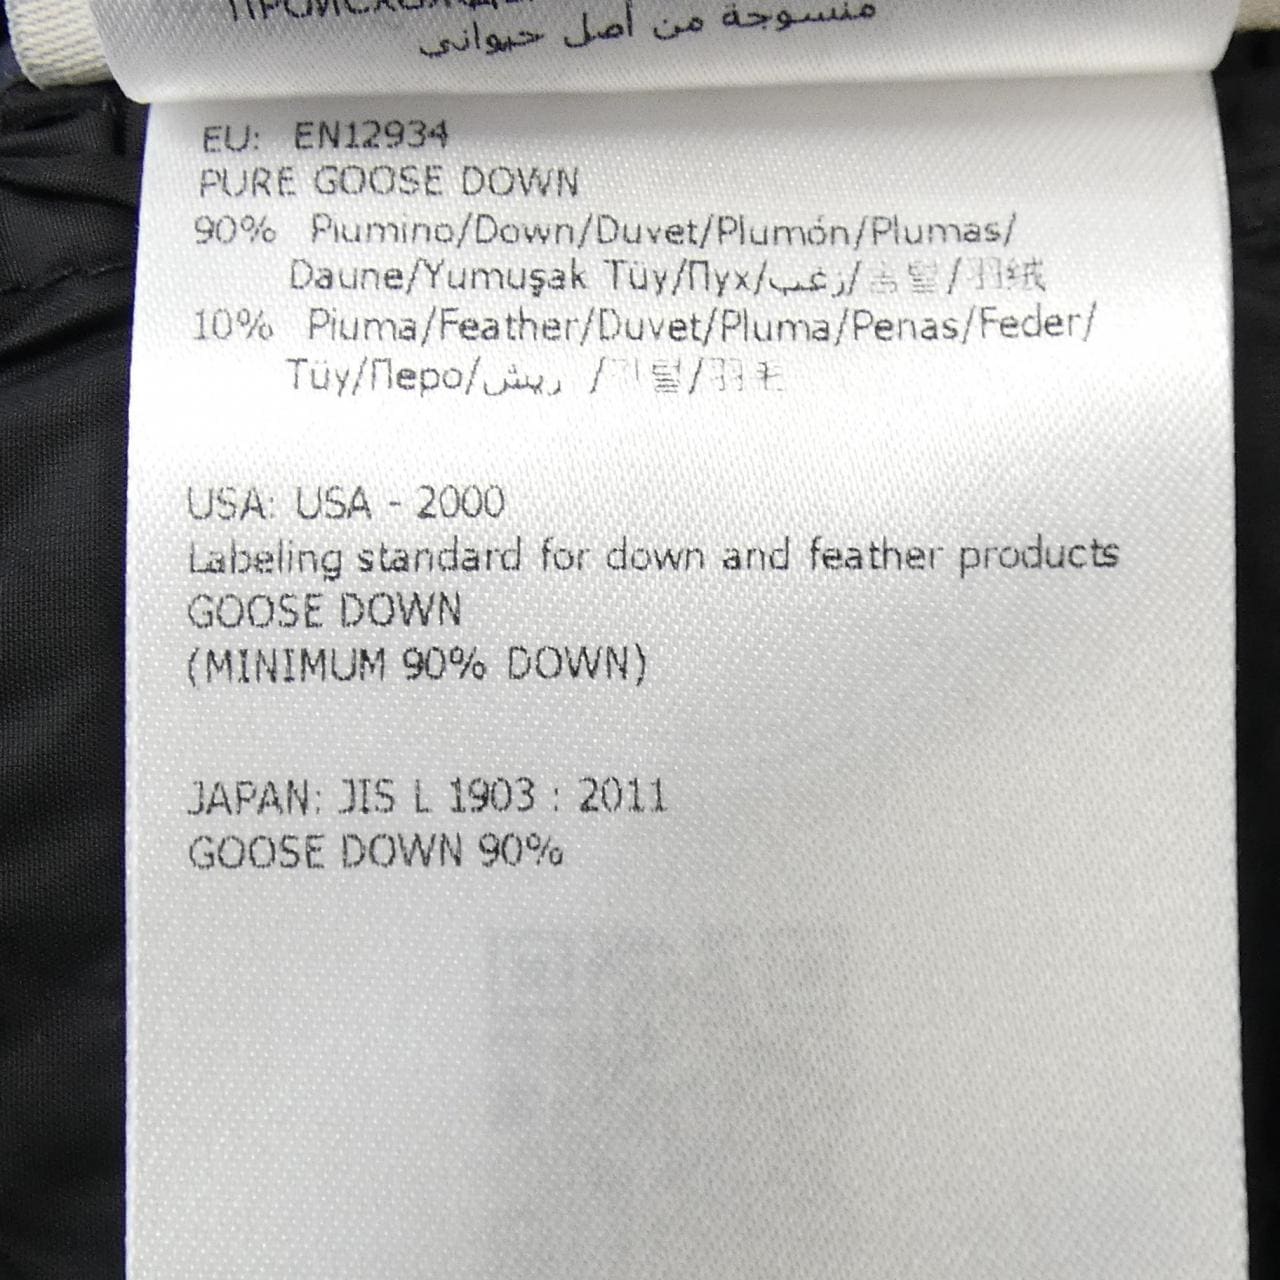 منسوجة من أصل حيواني
EU: EN12934
PURE GOOSE DOWN
90% Piumino/Down/Duvet/Plumón/Plumas/
Daune/Yumuşak Tüy/Пух/زغب/솜털/羽绒
10% Piuma/Feather/Duvet/Pluma/Penas/Feder/
Tüy/Перо/ريش /깃털/羽毛
USA: USA - 2000
Labeling standard for down and feather products
GOOSE DOWN
(MINIMUM 90% DOWN)
JAPAN: JIS L 1903 : 2011
GOOSE DOWN 90%